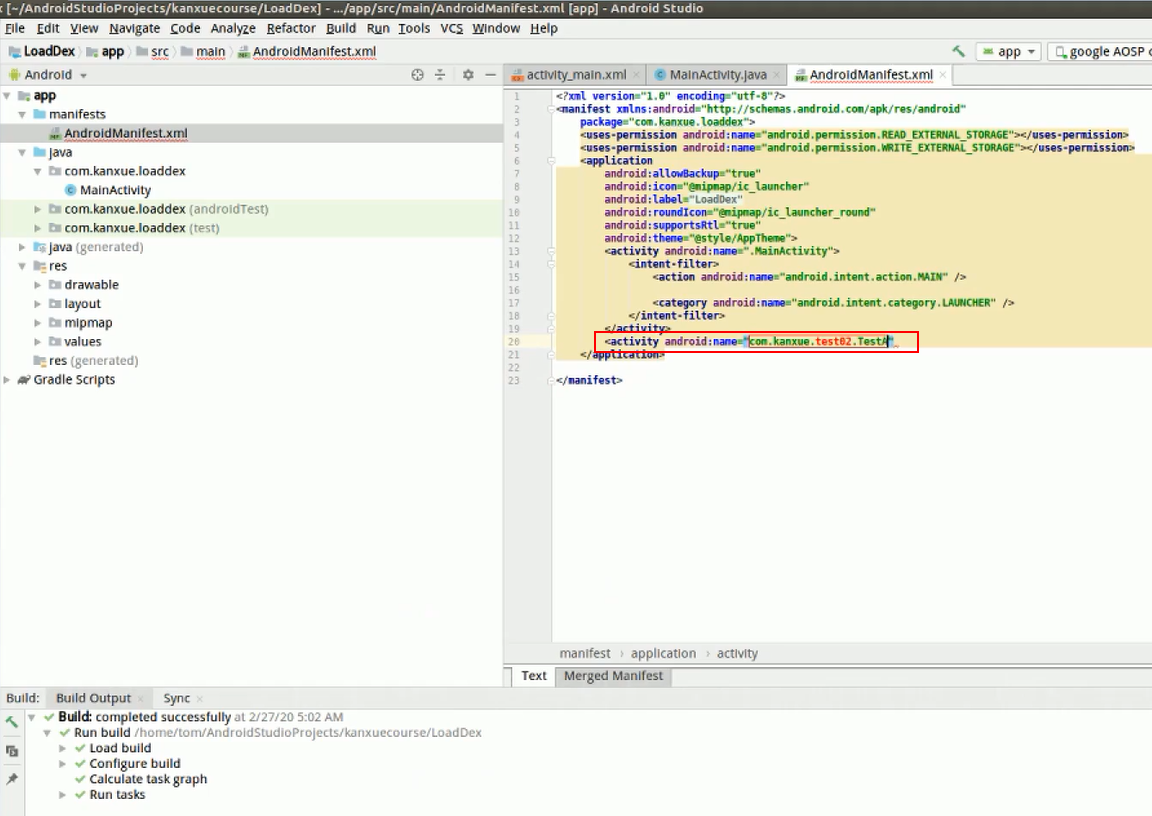 [~/AndroidStudioProjects/kanxuecourse/LoadDex] - .../app/src/main/AndroidManifest.xml [app] - Android Studio
File Edit View Navigate Code Analyze Refactor Build Run Tools VCS Window Help
LoadDex app src main AndroidManifest.xml app google AOSP
Android
activity_main.xml MainActivity.java AndroidManifest.xml
app
manifests
AndroidManifest.xml
java
com.kanxue.loaddex
MainActivity
com.kanxue.loaddex (androidTest)
com.kanxue.loaddex (test)
java (generated)
res
drawable
layout
mipmap
values
res (generated)
Gradle Scripts
1 <?xml version="1.0" encoding="utf-8"?>
2 <manifest xmlns:android="http://schemas.android.com/apk/res/android"
3 package="com.kanxue.loaddex">
4 <uses-permission android:name="android.permission.READ_EXTERNAL_STORAGE"></uses-permission>
5 <uses-permission android:name="android.permission.WRITE_EXTERNAL_STORAGE"></uses-permission>
6 <application
7 android:allowBackup="true"
8 android:icon="@mipmap/ic_launcher"
9 android:label="LoadDex"
10 android:roundIcon="@mipmap/ic_launcher_round"
11 android:supportsRtl="true"
12 android:theme="@style/AppTheme">
13 <activity android:name=".MainActivity">
14 <intent-filter>
15 <action android:name="android.intent.action.MAIN" />
16
17 <category android:name="android.intent.category.LAUNCHER" />
18 </intent-filter>
19 </activity>
20 <activity android:name="com.kanxue.test02.TestA"
21 </application>
22
23 </manifest>
manifest › application › activity
Text Merged Manifest
Build: Build Output Sync
Build: completed successfully at 2/27/20 5:02 AM
Run build /home/tom/AndroidStudioProjects/kanxuecourse/LoadDex
Load build
Configure build
Calculate task graph
Run tasks